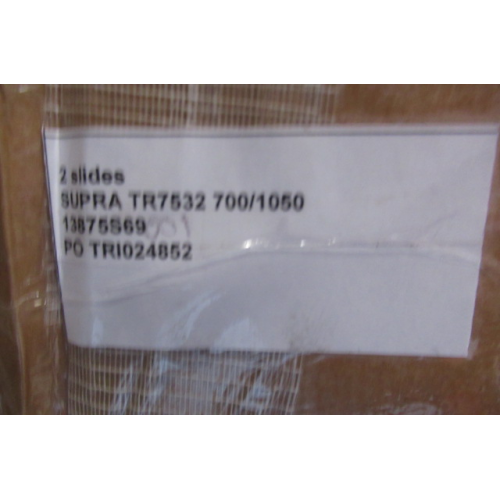 2 slides
SUPRA TR7532 700/1050
13875S69
PO TRI024852